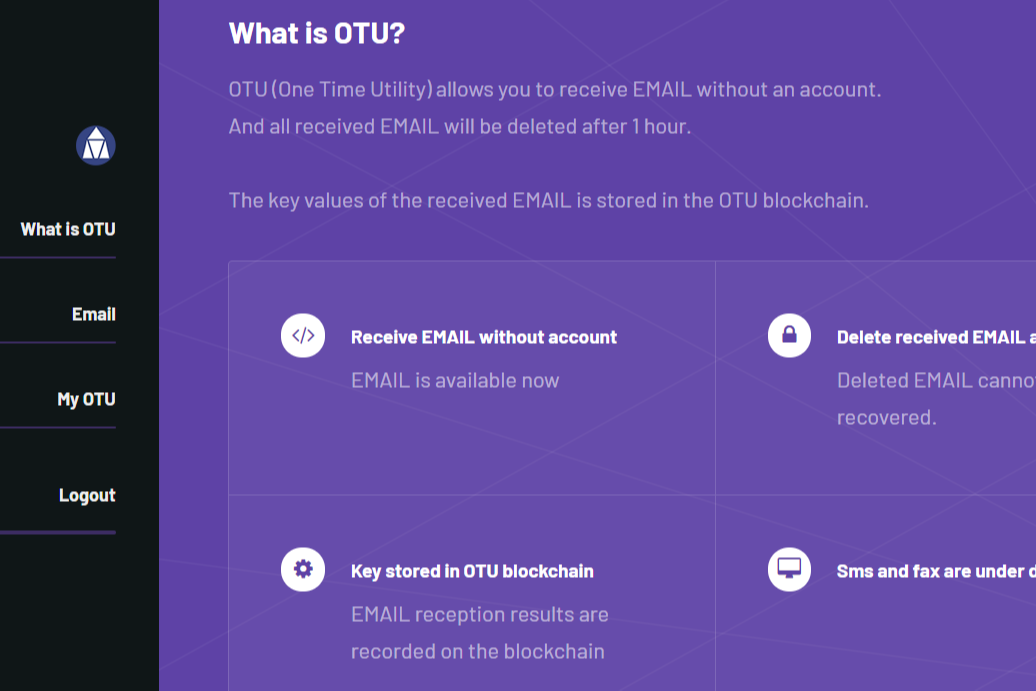 What is OTU?
OTU (One Time Utility) allows you to receive EMAIL without an account.
And all received EMAIL will be deleted after 1 hour.
The key values of the received EMAIL is stored in the OTU blockchain.
What is OTU
Email
My OTU
Logout
Receive EMAIL without account
EMAIL is available now
Delete received EMAIL
Deleted EMAIL
recovered.
Key stored in OTU blockchain
EMAIL reception results are
recorded on the blockchain
Sms and fax are under